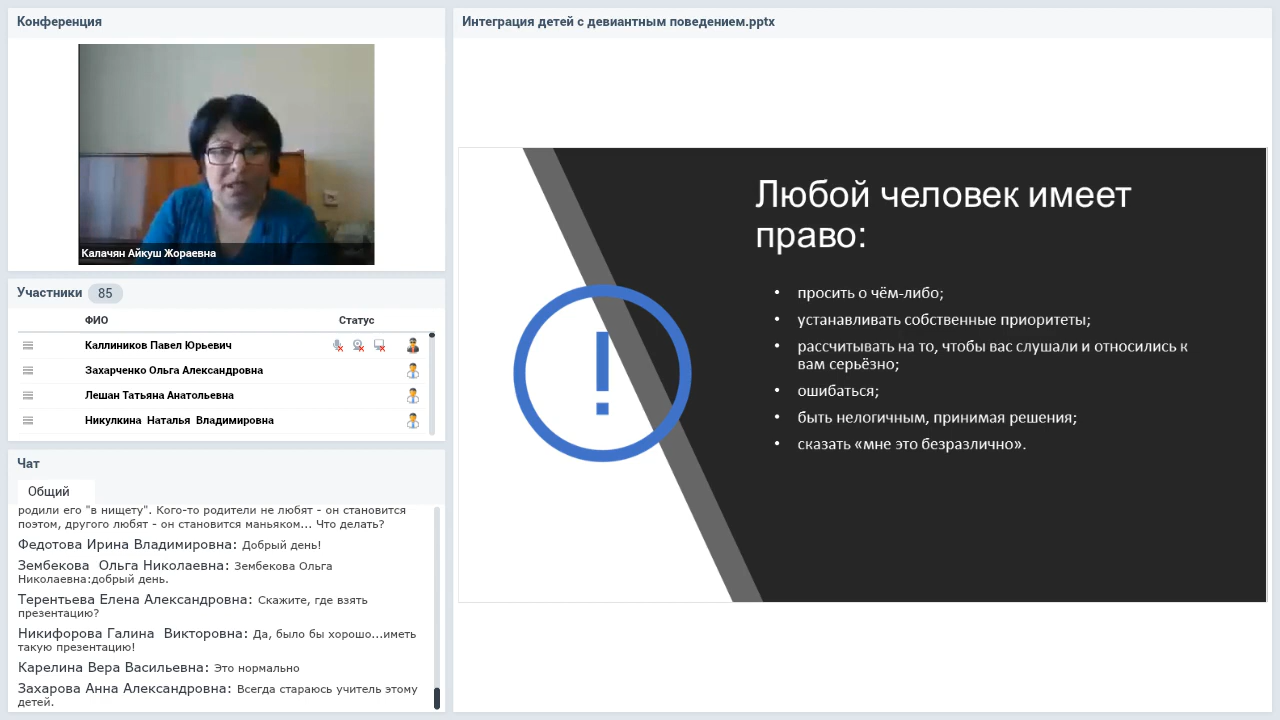 Конференция
Калачян Айкуш Жораевна
Участники 85
ФИО Статус
Каллиников Павел Юрьевич
Захарченко Ольга Александровна
Лешан Татьяна Анатольевна
Никулкина Наталья Владимировна
Чат
Общий
родили его "в нищету". Кого-то родители не любят - он становится
поэтом, другого любят - он становится маньяком... Что делать?
Федотова Ирина Владимировна: Добрый день!
Зембекова Ольга Николаевна: Зембекова Ольга
Николаевна:добрый день.
Терентьева Елена Александровна: Скажите, где взять
презентацию?
Никифорова Галина Викторовна: Да, было бы хорошо...иметь
такую презентацию!
Карелина Вера Васильевна: Это нормально
Захарова Анна Александровна: Всегда стараюсь учитель этому
детей.
Интеграция детей с девиантным поведением.pptx
Любой человек имеет
право:
• просить о чём-либо;
• устанавливать собственные приоритеты;
• рассчитывать на то, чтобы вас слушали и относились к
вам серьёзно;
• ошибаться;
• быть нелогичным, принимая решения;
• сказать «мне это безразлично».